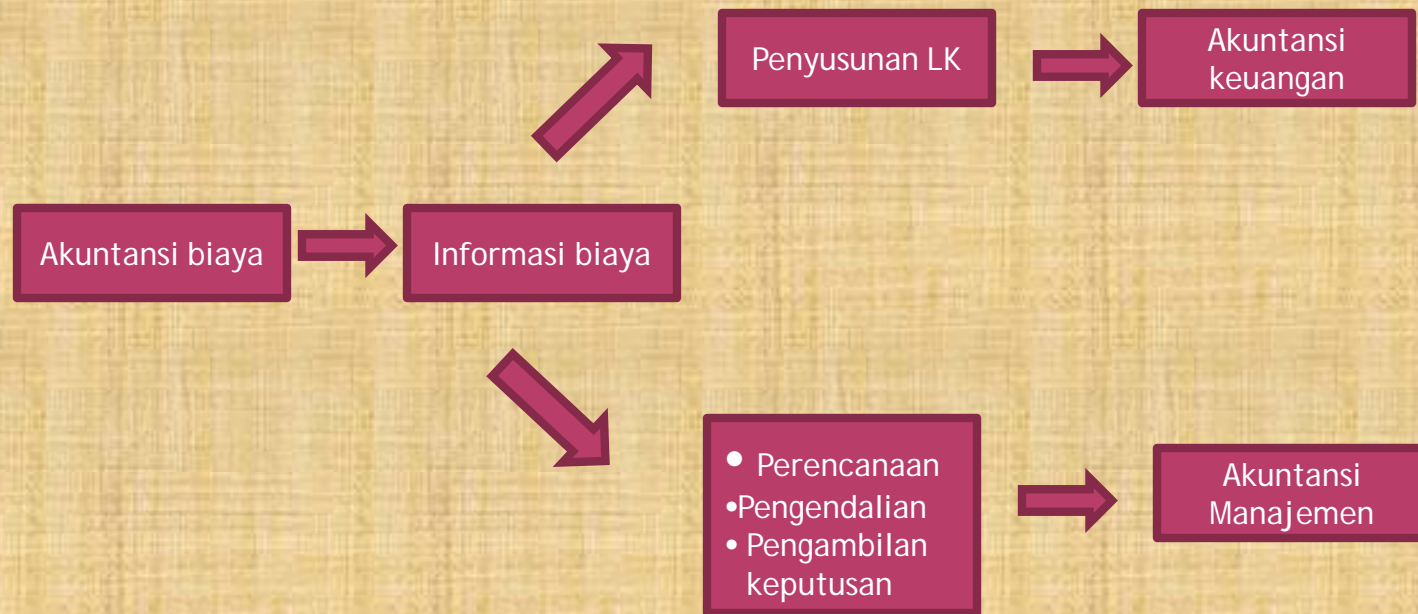 Penyusunan LK
Akuntansi
keuangan
Akuntansi biaya
Informasi biaya
• Perencanaan
•Pengendalian
• Pengambilan
keputusan
Akuntansi
Manajemen